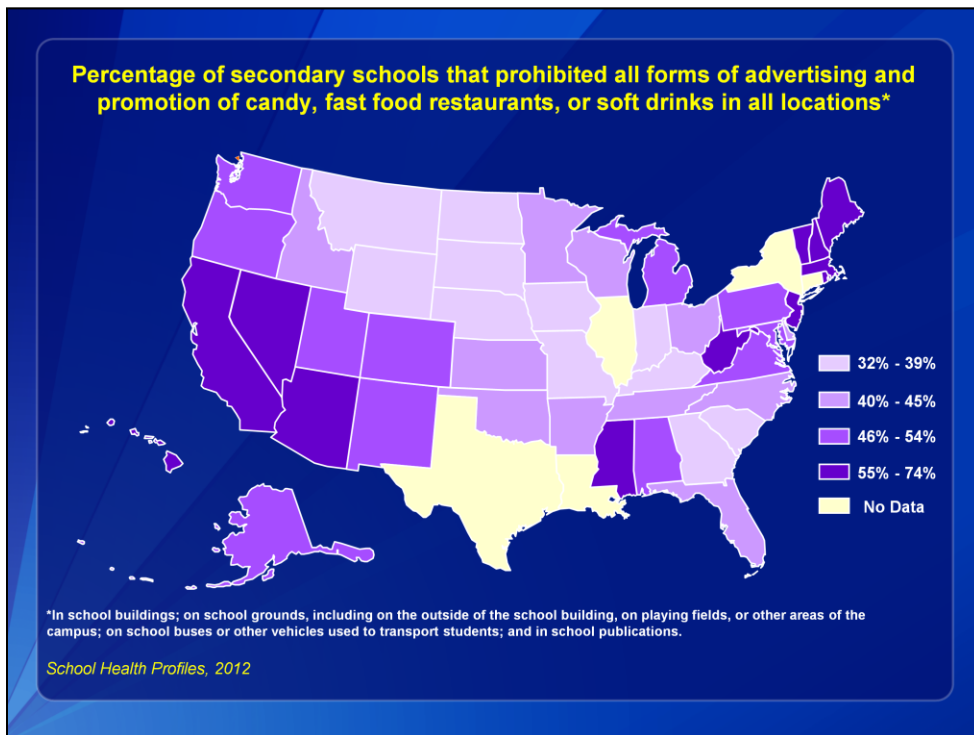 Percentage of secondary schools that prohibited all forms of advertising and
promotion of candy, fast food restaurants, or soft drinks in all locations*
32% - 39%
40% - 45%
46% - 54%
55% - 74%
No Data
*In school buildings; on school grounds, including on the outside of the school building, on playing fields, or other areas of the
campus; on school buses or other vehicles used to transport students; and in school publications.
School Health Profiles, 2012